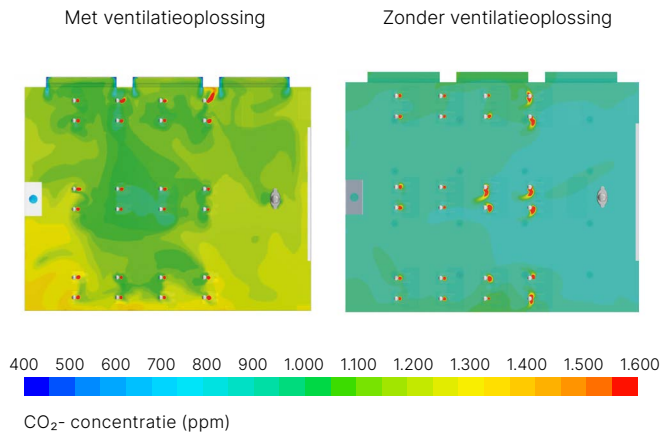 Met ventilatieoplossing
Zonder ventilatieoplossing
400 500 600 700 800 900 1.000 1.100 1.200 1.300 1.400 1.500 1.600
CO₂- concentratie (ppm)